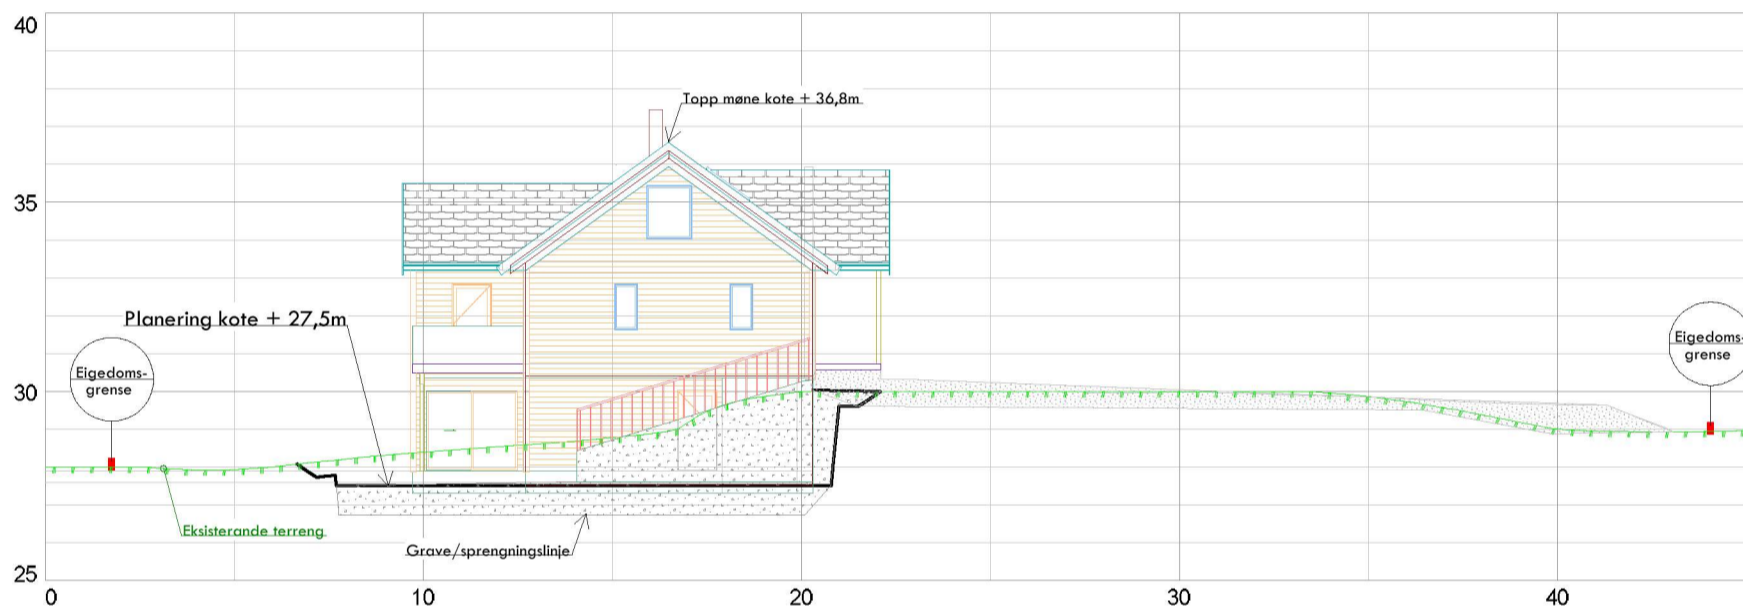 40
Topp møne kote + 36,8m
35
Planering kote + 27,5m
Eigedoms-
grense
Eigedoms-
grense
30
Eksisterande terreng
Grave/sprengningslinje
25
0 10 20 30 40